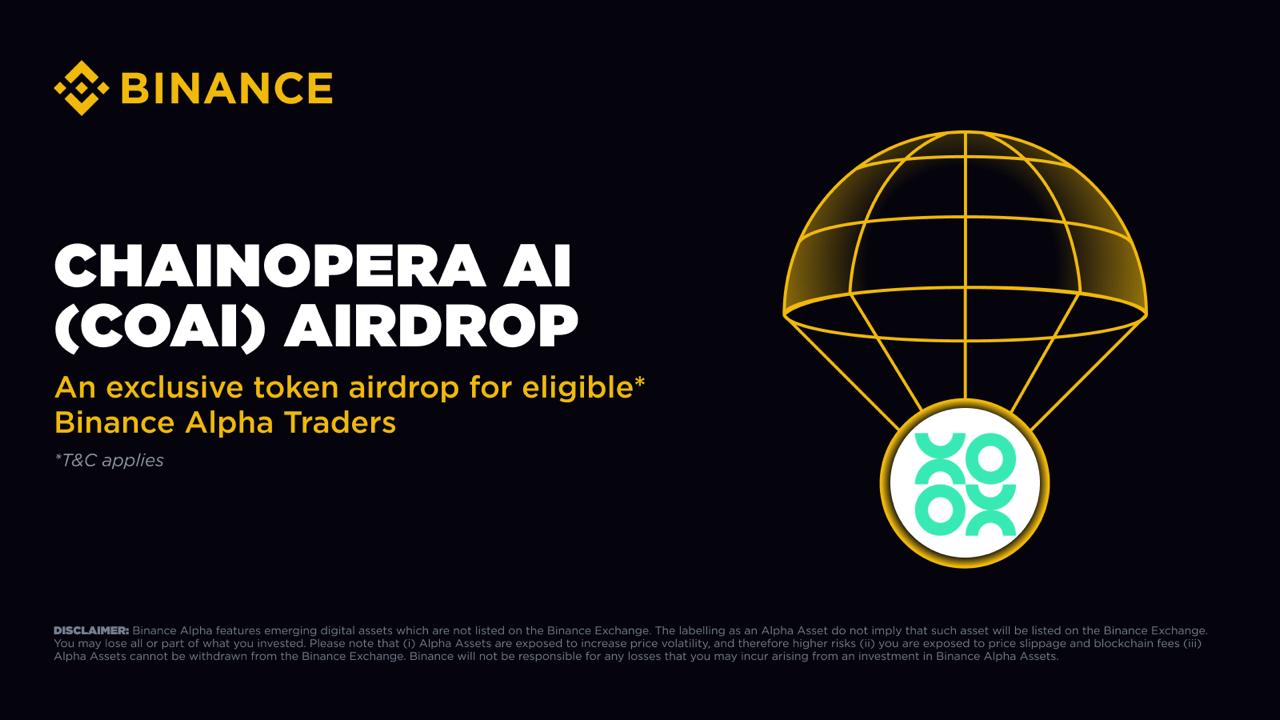 BINANCE
CHAINOPERA AI
(COAI) AIRDROP
An exclusive token airdrop for eligible*
Binance Alpha Traders
*T&C applies
DISCLAIMER: Binance Alpha features emerging digital assets which are not listed on the Binance Exchange. The labelling as an Alpha Asset do not imply that such asset will be listed on the Binance Exchange.
You may lose all or part of what you invested. Please note that (i) Alpha Assets are exposed to increase price volatility, and therefore higher risks (ii) you are exposed to price slippage and blockchain fees (iii)
Alpha Assets cannot be withdrawn from the Binance Exchange. Binance will not be responsible for any losses that you may incur arising from an investment in Binance Alpha Assets.